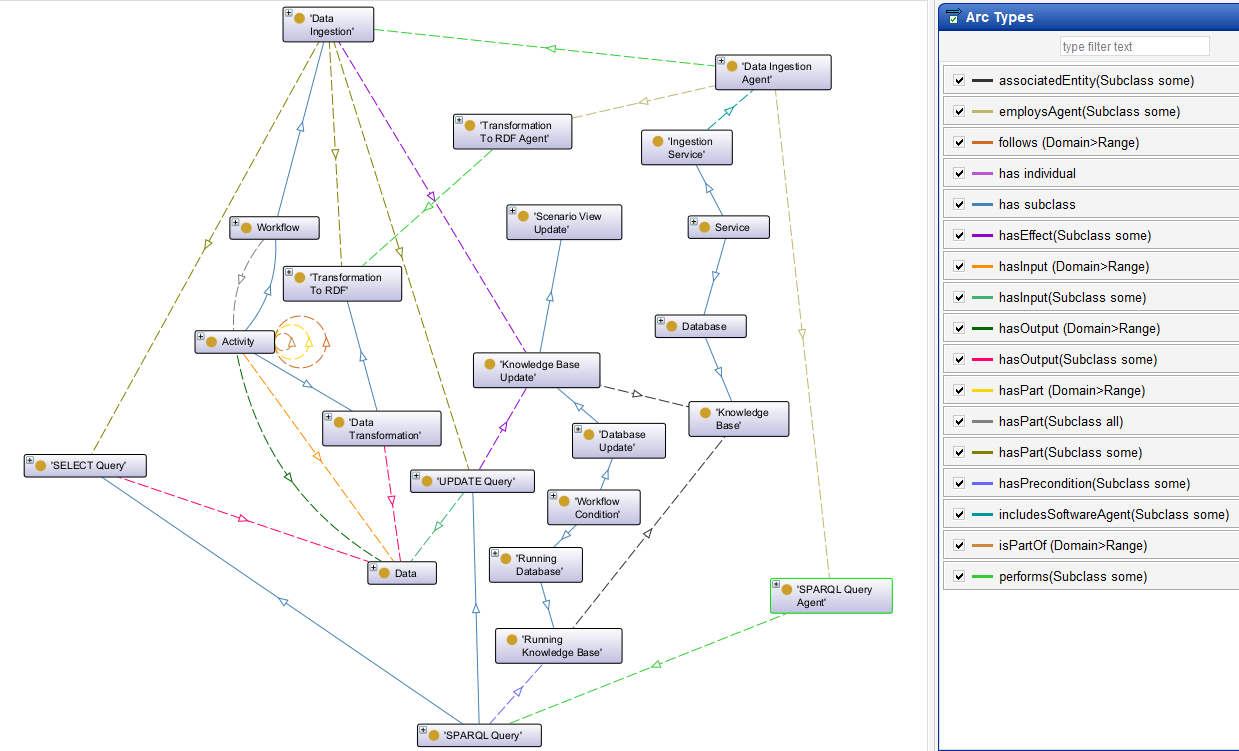 'Data
Ingestion'
'Data Ingestion
Agent'
'Transformation
To RDF Agent'
'Ingestion
Service'
'Scenario View
Update'
Workflow
Service
'Transformation
To RDF'
Database
Activity
'Knowledge Base
Update'
'Knowledge
Base'
'Data
Transformation'
'Database
Update'
'SELECT Query'
'UPDATE Query'
'Workflow
Condition'
'Running
Database'
Data
'SPARQL Query
Agent'
'Running
Knowledge Base'
'SPARQL Query'
Arc Types
type filter text
associatedEntity(Subclass some)
employsAgent(Subclass some)
follows (Domain>Range)
has individual
has subclass
hasEffect(Subclass some)
hasInput (Domain>Range)
hasInput(Subclass some)
hasOutput (Domain>Range)
hasOutput(Subclass some)
hasPart (Domain>Range)
hasPart(Subclass all)
hasPart(Subclass some)
hasPrecondition(Subclass some)
includesSoftwareAgent(Subclass some)
isPartOf (Domain>Range)
performs(Subclass some)